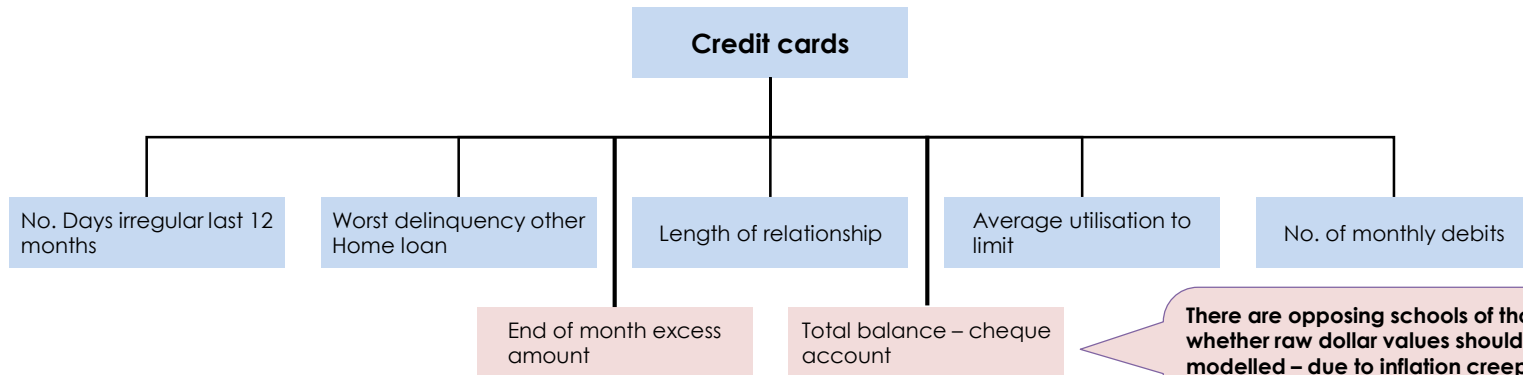 Credit cards
No. Days irregular last 12
months
Worst delinquency other
Home loan
Length of relationship
Average utilisation to
limit
No. of monthly debits
End of month excess
amount
Total balance – cheque
account
There are opposing schools of
whether raw dollar values should
modelled – due to inflation creep